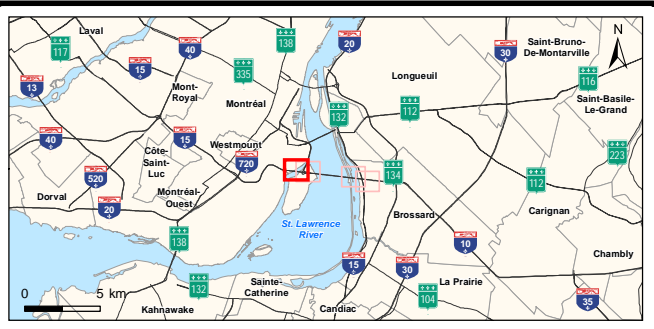 Laval
117
40
138
20
30
Saint-Bruno-
De-Montarville
N
13
15
335
Longueuil
116
Mont-
Royal
Montréal
132
112
Saint-Basile-
Le-Grand
40
15
Westmount
Côte-
Saint-
Luc
720
223
520
134
112
Dorval
Montréal-
Ouest
20
Brossard
Carignan
St. Lawrence
River
138
10
Chambly
0 5 km
132
Sainte-
Catherine
15
30
La Prairie
104
35
Kahnawake
Candiac